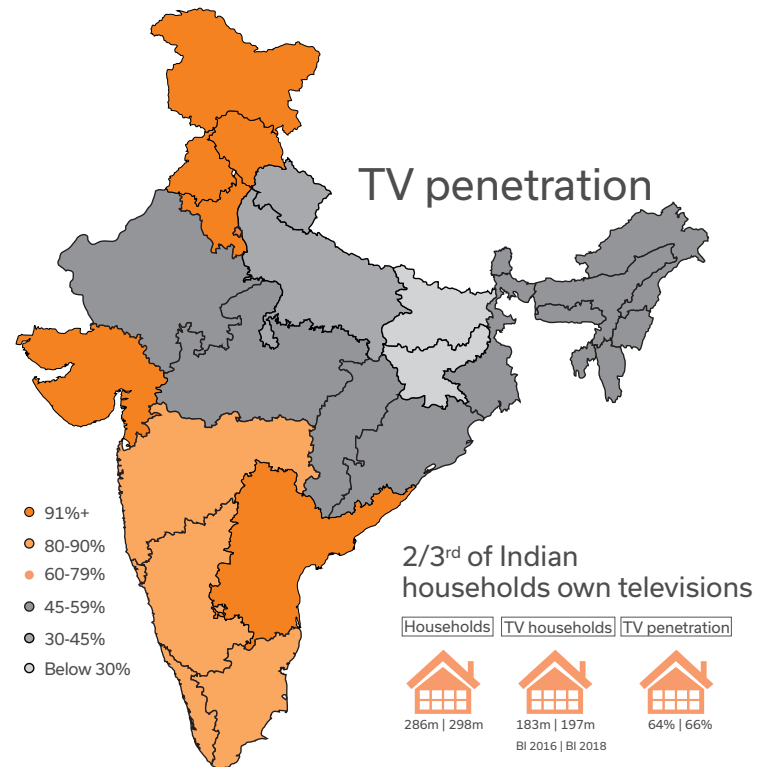 TV penetration
91%+
80-90%
60-79%
45-59%
30-45%
Below 30%
2/3rd of Indian
households own televisions
Households TV households TV penetration
286m | 298m 183m | 197m 64% | 66%
BI 2016 | BI 2018